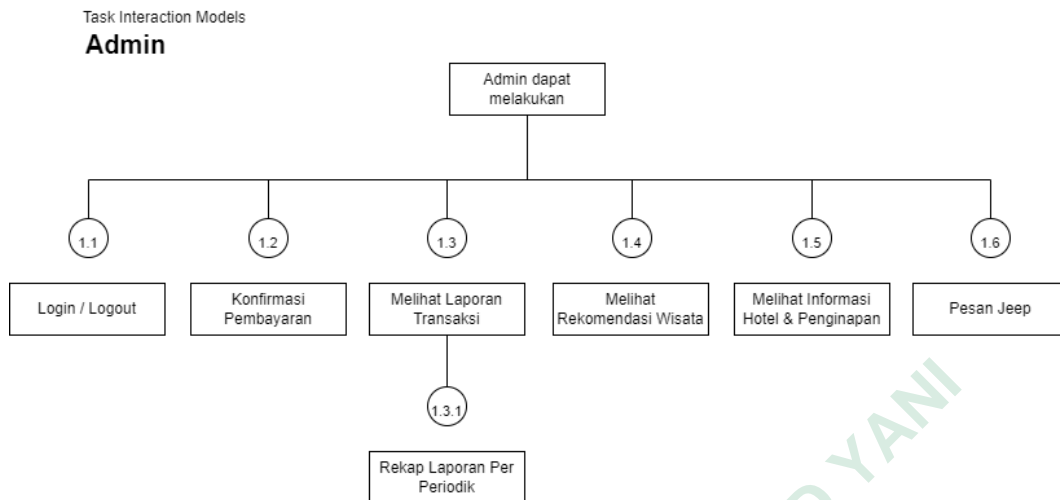 Task Interaction Models
Admin
Admin dapat
melakukan
1.1
1.2
1.3
1.4
1.5
1.6
Login / Logout
Konfirmasi
Pembayaran
Melihat Laporan
Transaksi
Melihat
Rekomendasi Wisata
Melihat Informasi
Hotel & Penginapan
Pesan Jeep
1.3.1
Rekap Laporan Per
Periodik
YANI